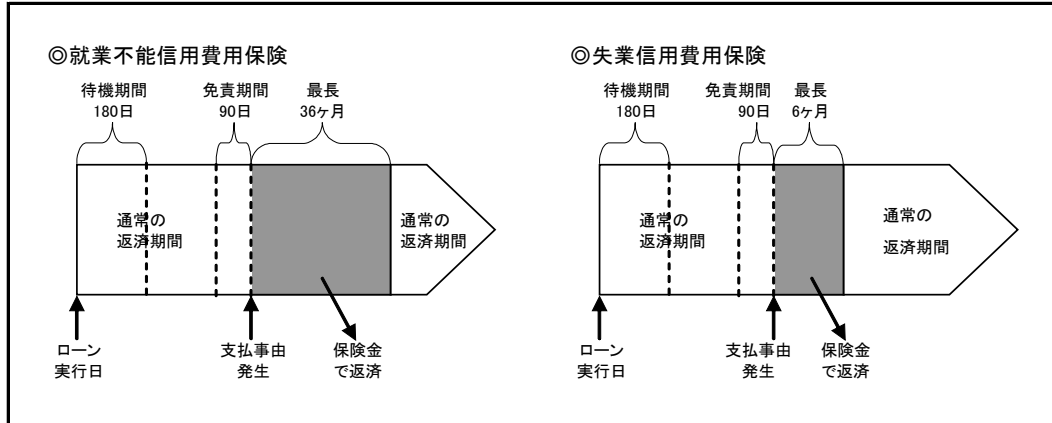 ◎就業不能信用費用保険
待機期間
180日
免責期間
90日
最長
36ヶ月
通常の
返済期間
通常の
返済期間
ローン
実行日
支払事由
発生
保険金
で返済
◎失業信用費用保険
待機期間
180日
免責期間
90日
最長
6ヶ月
通常の
返済期間
通常の
返済期間
ローン
実行日
支払事由
発生
保険金
で返済